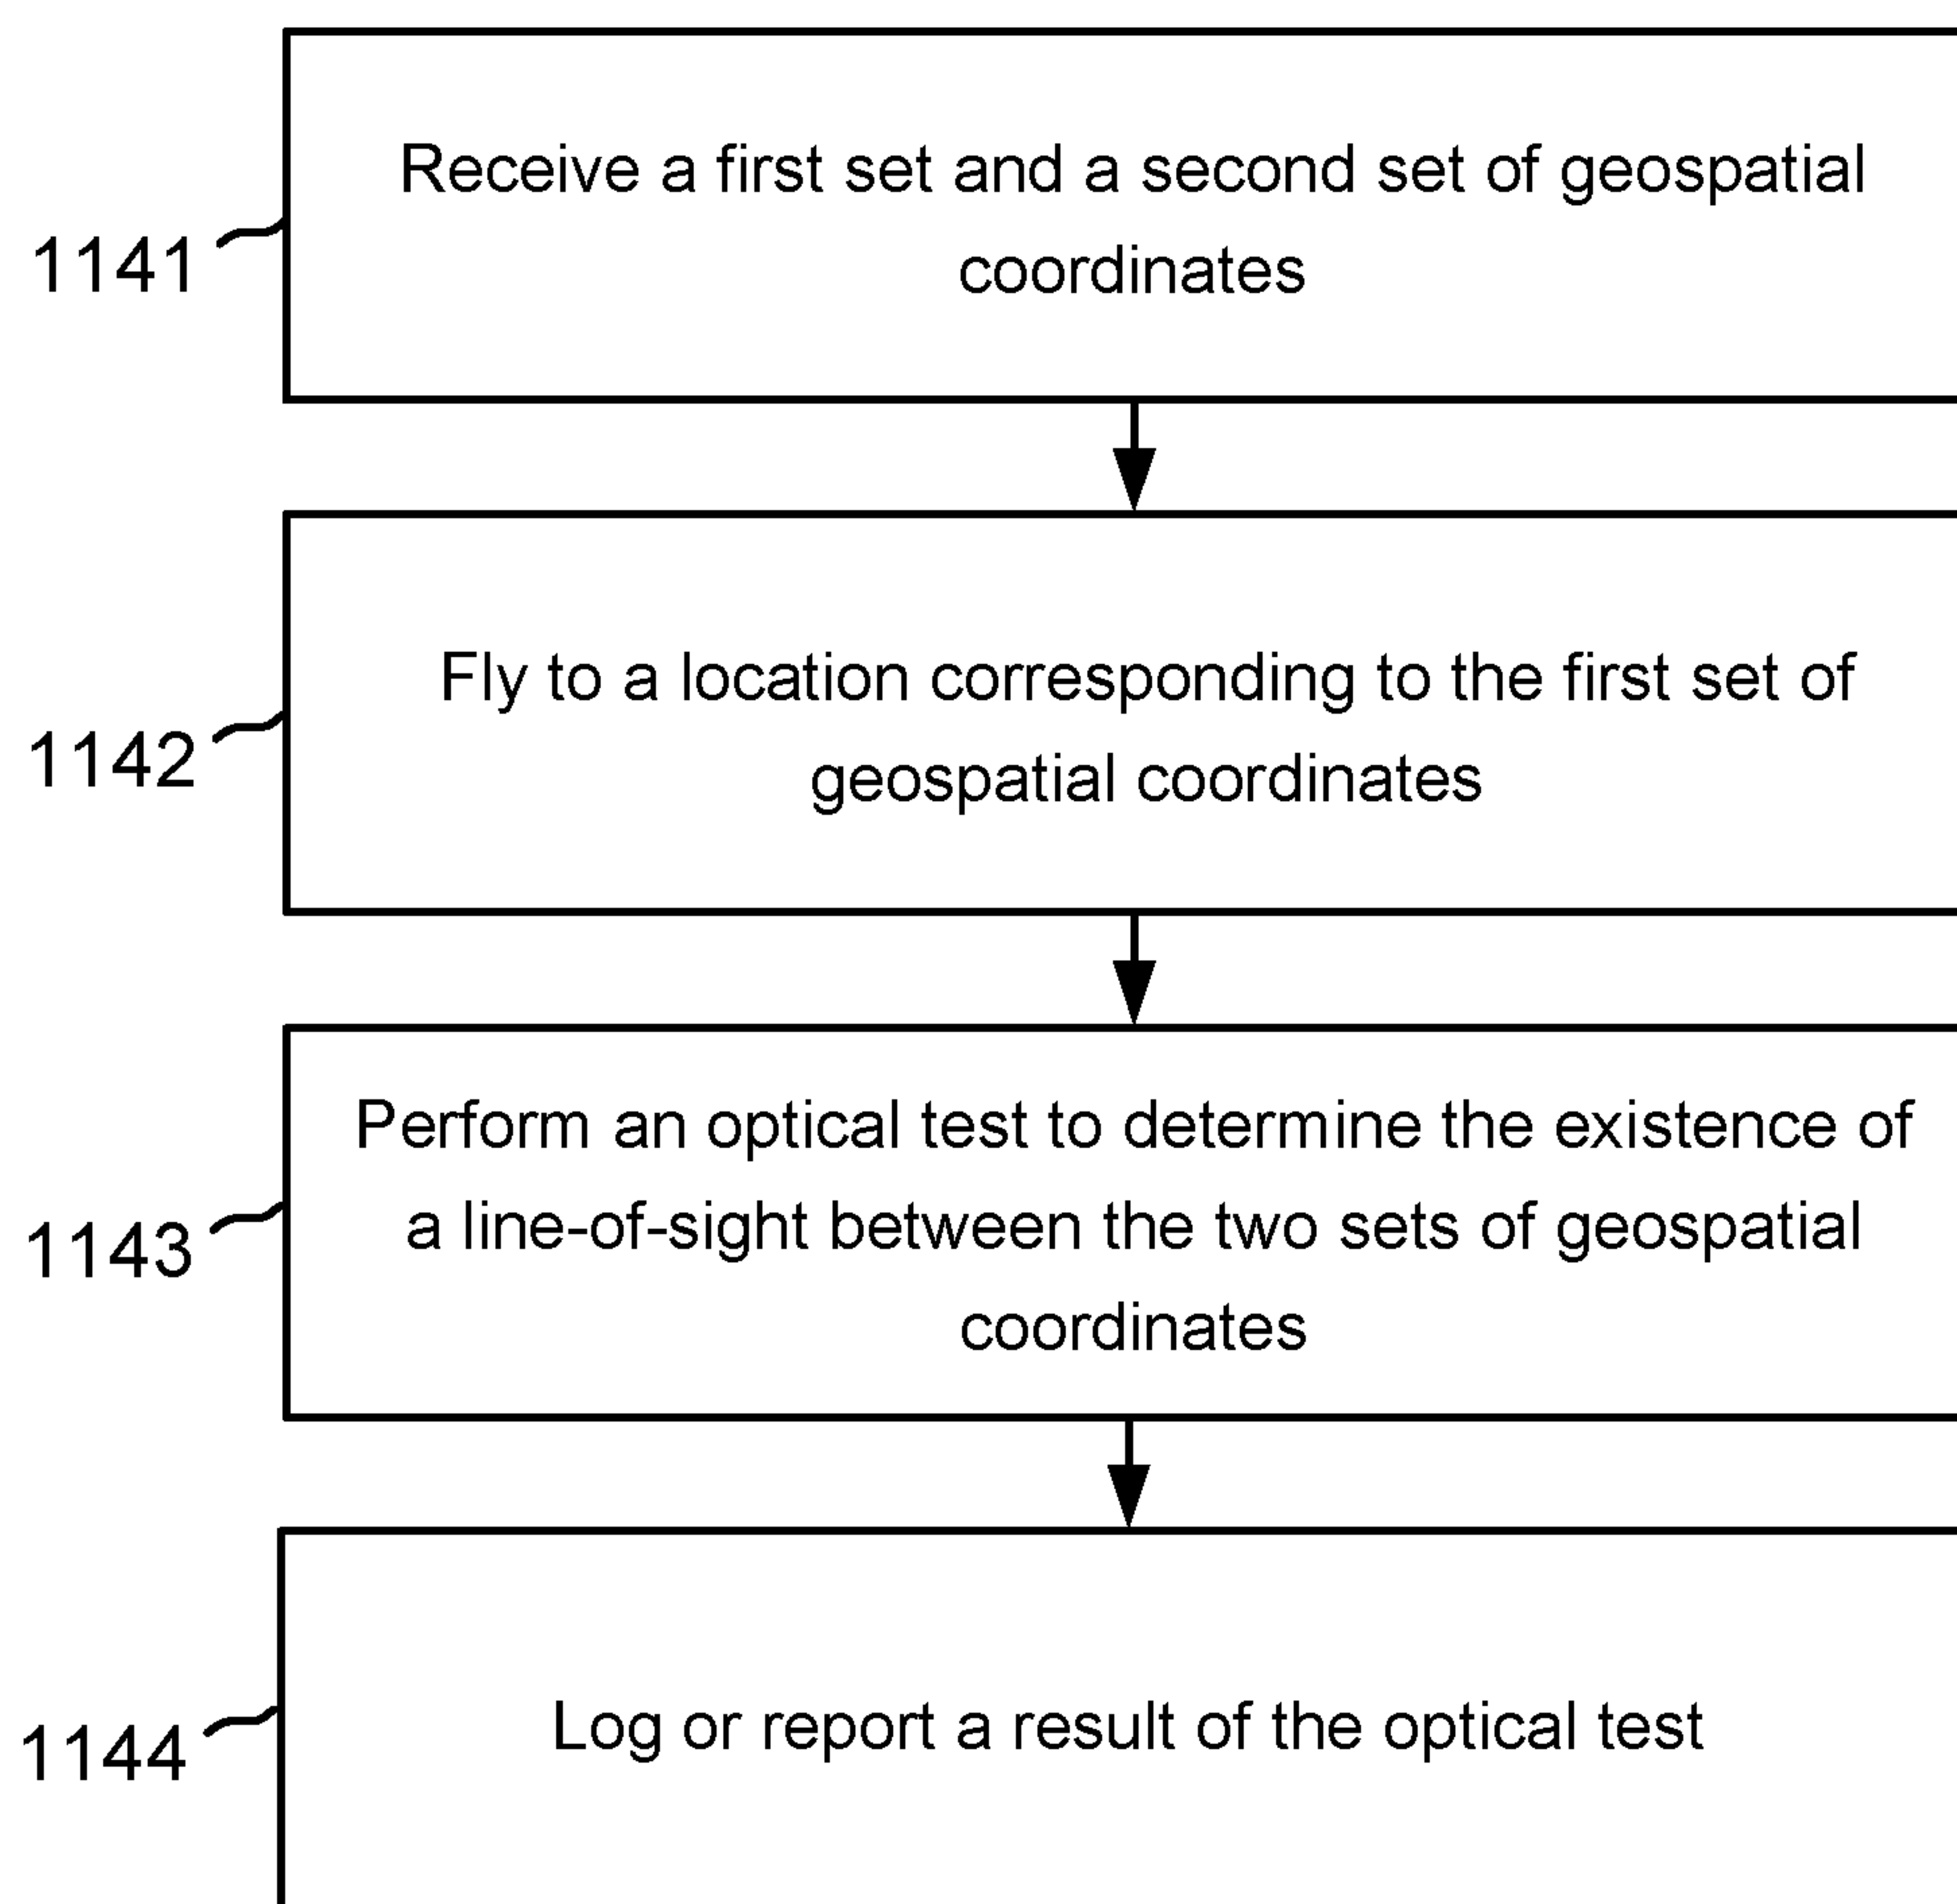 Receive a first set and a second set of geospatial
coordinates
1141
Fly to a location corresponding to the first set of
geospatial coordinates
1142
Perform an optical test to determine the existence of
a line-of-sight between the two sets of geospatial
coordinates
1143
Log or report a result of the optical test
1144